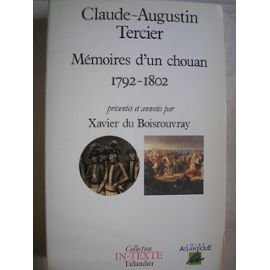 Claude-Augustin
Tercier
Mémoires d'un chouan
1792-1802
présentés et annotés par
Xavier du Boisrouvray
Collection
IN-TEXTE
Tallandier
ATLANTIQUE